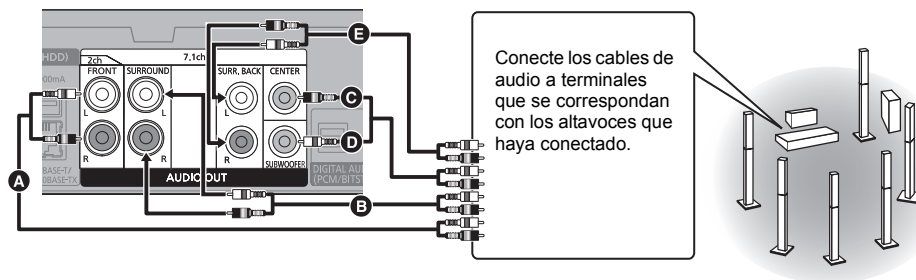 HDD)
2ch
7.1ch
FRONT
SURROUND
SURR. BACK
CENTER
L
L
L
R
R
R
SUBWOOFER
AUDIO OUT
DIGITAL AU
(PCM/BITS
00mA
BASE-T/
0BASE-TX
A
B
C
D
E
Conecte los cables de
audio a terminales
que se correspondan
con los altavoces que
haya conectado.